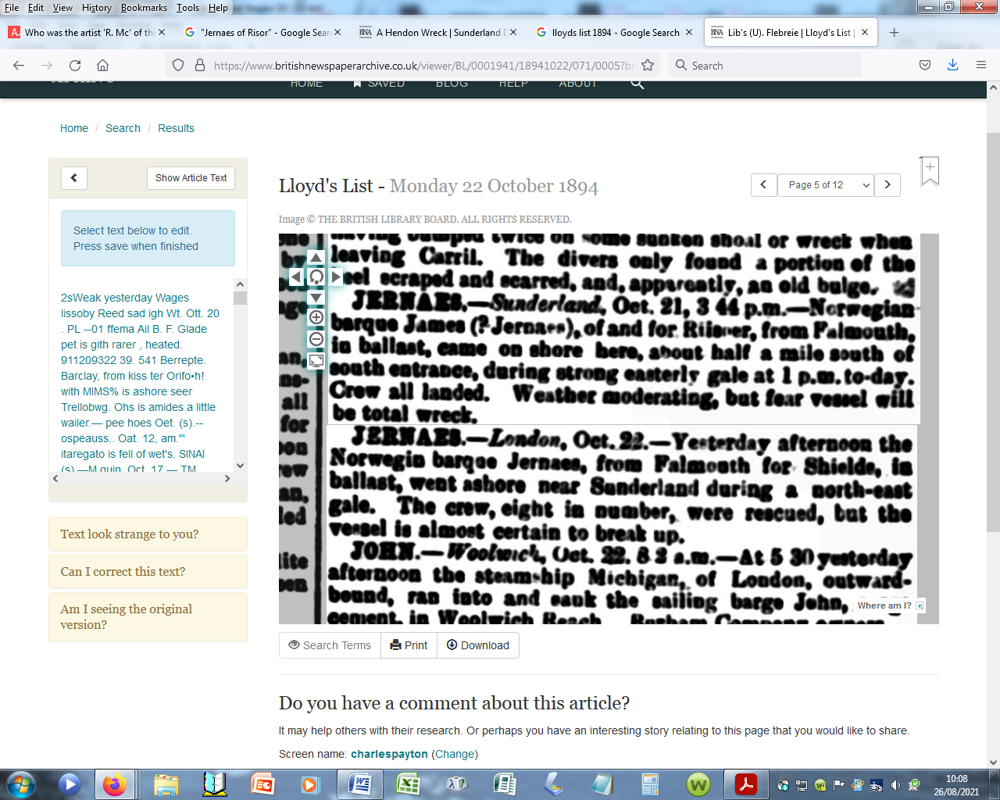 File Edit View History Bookmarks Tools Help
Who was the artist 'R. Mc' of thi
"Jernaes of Risor" - Google Sear
A Hendon Wreck | Sunderland D
lloyds list 1894 - Google Search
Lib's (U). Flebreie | Lloyd's List |
https://www.britishnewspaperarchive.co.uk/viewer/BL/0001941/18941022/071/0005?br
Search
HOME SAVED BLOG HELP ABOUT
Home / Search / Results
Show Article Text
Select text below to edit.
Press save when finished
2sWeak yesterday Wages
lissoby Reed sad igh Wt. Ott. 20
. PL --01 ffema Ail B. F. Glade
pet is gith rarer , heated.
911209322 39. 541 Berrepte.
Barclay, from kiss ter Orifo•h!
with MIMS% is ashore seer
Trellobwg. Ohs is amides a little
wailer.— pee hoes Oet. (s).--
ospeauss.. Oat. 12, am.'"
itaregato is fell of wet's. SINAI
(s).—M quin, Oct. 17.— TM
Text look strange to you?
Can I correct this text?
Am I seeing the original
version?
Lloyd's List - Monday 22 October 1894
Page 5 of 12
Image © THE BRITISH LIBRARY BOARD. ALL RIGHTS RESERVED.
having bumped twice on some sunken shoal or wreck when
leaving Carril. The divers only found a portion of the
keel scraped and scarred, and, apparently, an old bulge.
JERNAES.—Sunderland, Oct. 21, 3 44 p.m.—Norwegian
barque James (?Jernaes), of and for Riisoer, from Falmouth,
in ballast, came on shore here, about half a mile south of
south entrance, during strong easterly gale at 1 p.m. to-day.
Crew all landed. Weather moderating, but fear vessel will
be total wreck.
JERNAES.—London, Oct. 22.—Yesterday afternoon the
Norwegin barque Jernaes, from Falmouth for Shields, in
ballast, went ashore near Sunderland during a north-east
gale. The crew, eight in number, were rescued, but the
vessel is almost certain to break up.
JOHN.—Woolwich, Oct. 22, 8 2 a.m.—At 5 30 yesterday
afternoon the steamship Michigan, of London, outward-
bound, ran into and sank the sailing barge John,
cement, in Woolwich Reach. Burham Company owners
Where am I?
Search Terms Print Download
Do you have a comment about this article?
It may help others with their research. Or perhaps you have an interesting story relating to this page that you would like to share.
Screen name: charlespayton (Change)
10:08
26/08/2021